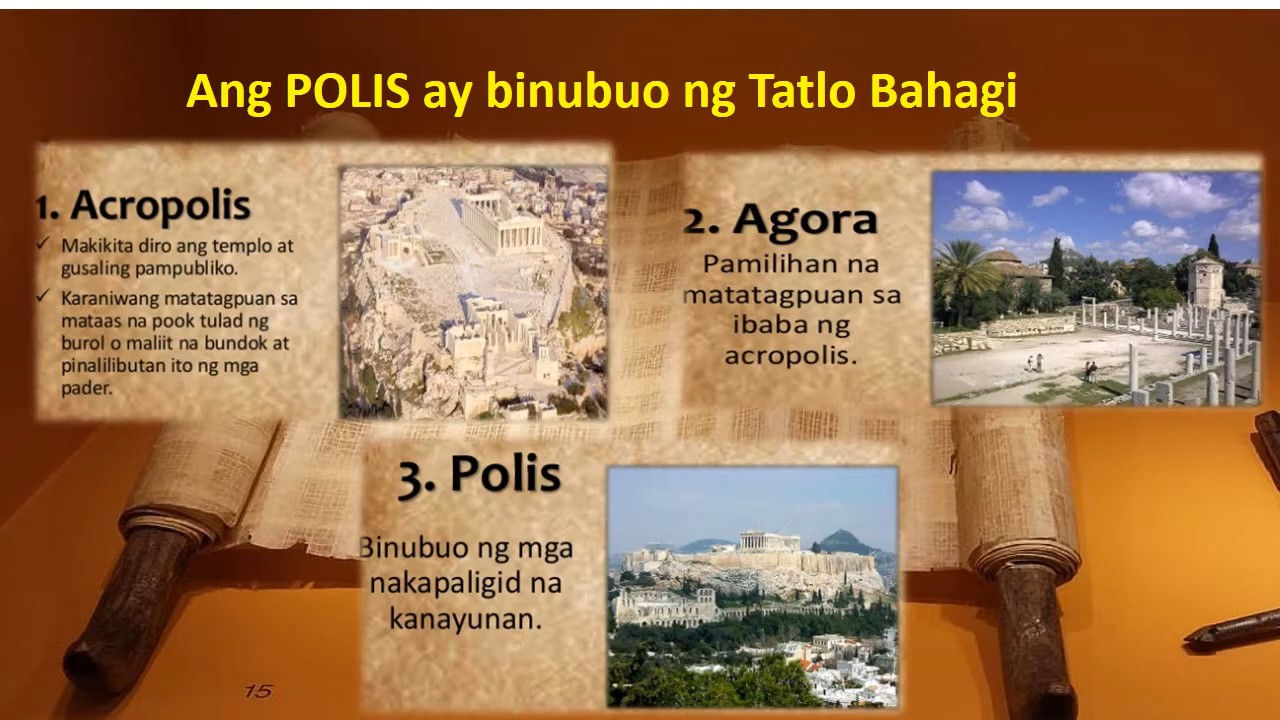 Ang POLIS ay binubuo ng Tatlo Bahagi
1. Acropolis
✓ Makikita diro ang templo at
gusaling pampubliko.
✓ Karaniwang matatagpuan sa
mataas na pook tulad ng
burol o maliit na bundok at
pinalilibutan ito ng mga
pader.
2. Agora
Pamilihan na
matatagpuan sa
ibaba ng
acropolis.
3. Polis
Binubuo ng mga
nakapaligid na
kanayunan.
15